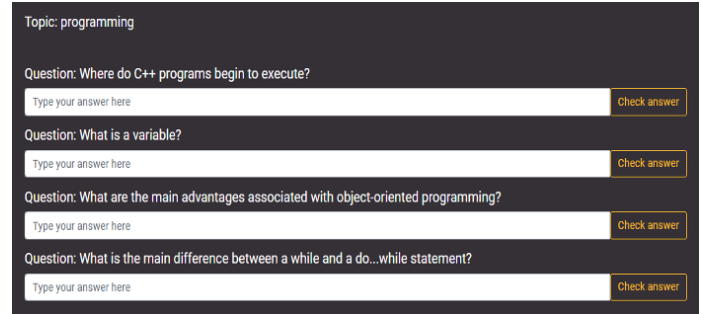 Topic: programming
Question: Where do C++ programs begin to execute?
Type your answer here Check answer
Question: What is a variable?
Type your answer here Check answer
Question: What are the main advantages associated with object-oriented programming?
Type your answer here Check answer
Question: What is the main difference between a while and a do...while statement?
Type your answer here Check answer